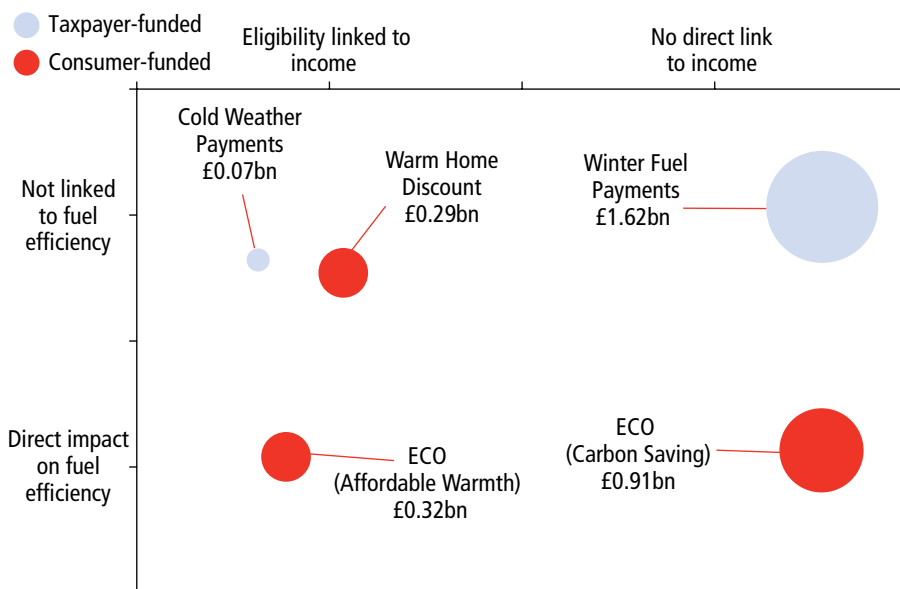 Taxpayer-funded
Consumer-funded
Eligibility linked to
income
No direct link
to income
Not linked
to fuel
efficiency
Cold Weather
Payments
£0.07bn
Warm Home
Discount
£0.29bn
Winter Fuel
Payments
£1.62bn
Direct impact
on fuel
efficiency
ECO
(Affordable Warmth)
£0.32bn
ECO
(Carbon Saving)
£0.91bn